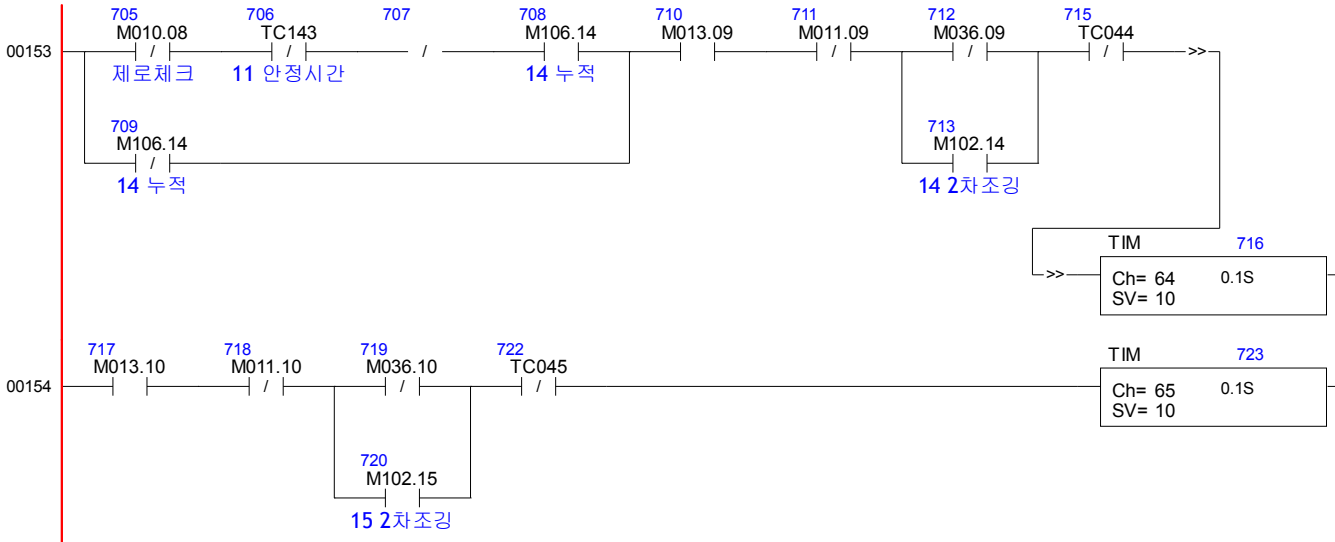 705 706 707 708 710 711 712 715
M010.08 TC143 M106.14 M013.09 M011.09 M036.09 TC044
00153 / / / / / / >>
제로체크 11 안정시간 14 누적
709 713
M106.14 M102.14
/
14 누적 14 2차조깅
TIM 716
>> Ch= 64 0.1S
SV= 10
717 718 719 722 TIM 723
M013.10 M011.10 M036.10 TC045
00154 / / / Ch= 65 0.1S
SV= 10
720
M102.15
15 2차조깅